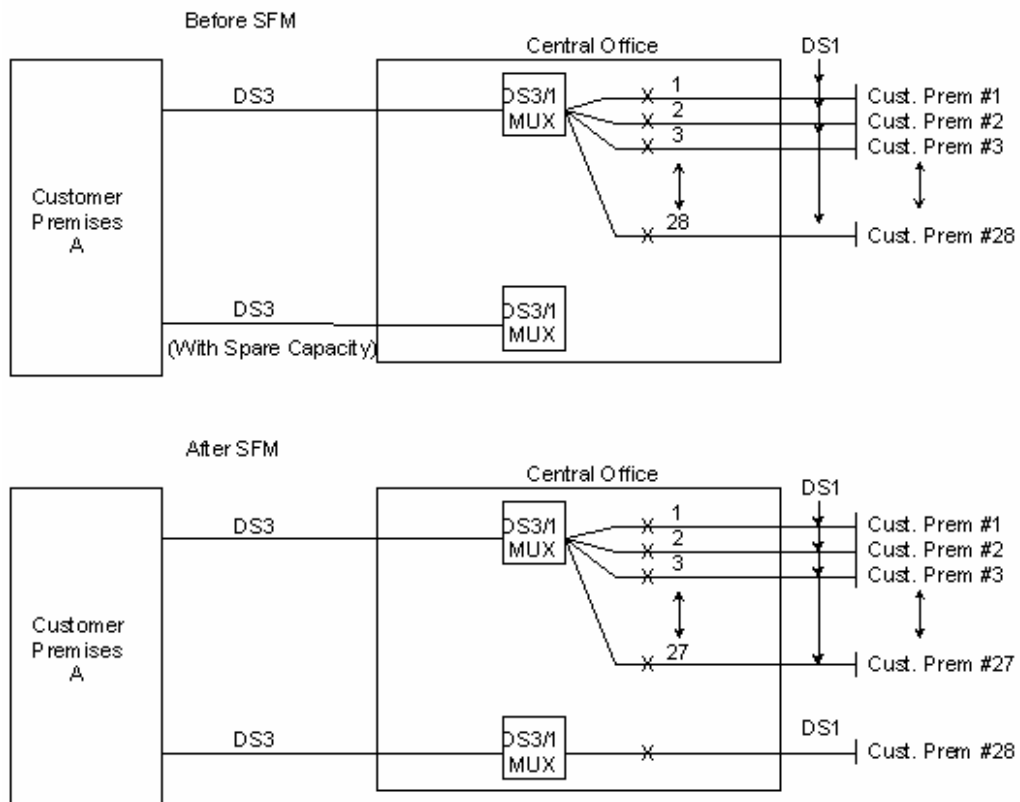 Before SFM
Central Office
DS1
DS3
DS3/1
MUX
1
2
3
28
Cust. Prem #1
Cust. Prem #2
Cust. Prem #3
Cust. Prem #28
Customer
Premises
A
DS3
(With Spare Capacity)
DS3/1
MUX
After SFM
Central Office
DS1
DS3
DS3/1
MUX
1
2
3
27
Cust. Prem #1
Cust. Prem #2
Cust. Prem #3
Cust. Prem #27
Customer
Premises
A
DS3
DS3/1
MUX
DS1
Cust. Prem #28